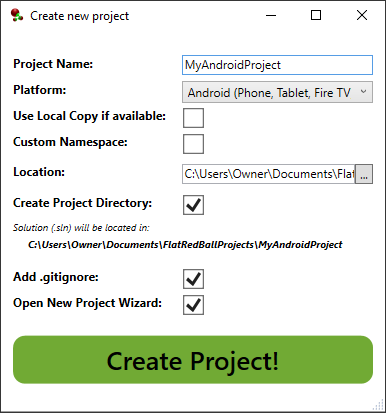 Create new project
Project Name: MyAndroidProject
Platform: Android (Phone, Tablet, Fire TV
Use Local Copy if available:
Custom Namespace:
Location: C:\Users\Owner\Documents\Flat ...
Create Project Directory:
Solution (.sln) will be located in:
C:\Users\Owner\Documents\FlatRedBallProjects\MyAndroidProject
Add .gitignore:
Open New Project Wizard:
Create Project!